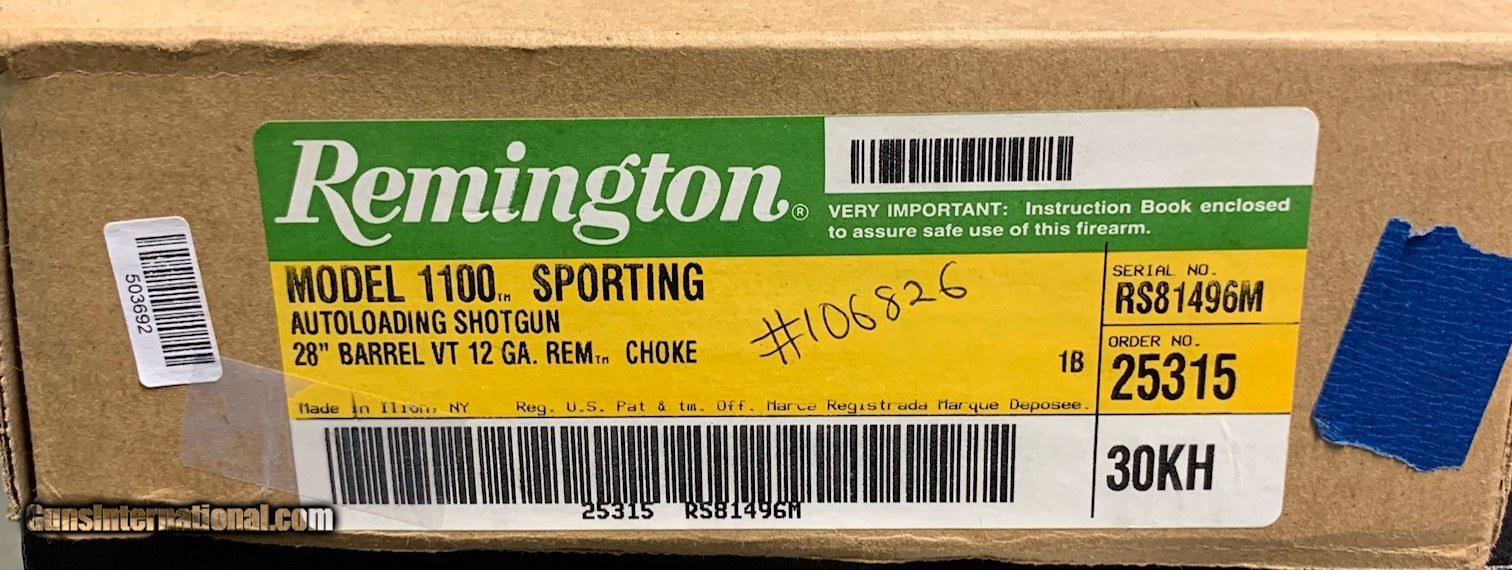 Remington®
VERY IMPORTANT: Instruction Book enclosed
to assure safe use of this firearm.
503692
MODEL 1100™ SPORTING
AUTOLOADING SHOTGUN
28" BARREL VT 12 GA. REM™ CHOKE
#106826
1B
SERIAL NO.
RS81496M
ORDER NO.
25315
Made in Ilion, NY Reg. U.S. Pat & tm. Off. Marca Registrada Marque Deposee.
30KH
25315 RS81496M
GunsInternational.com